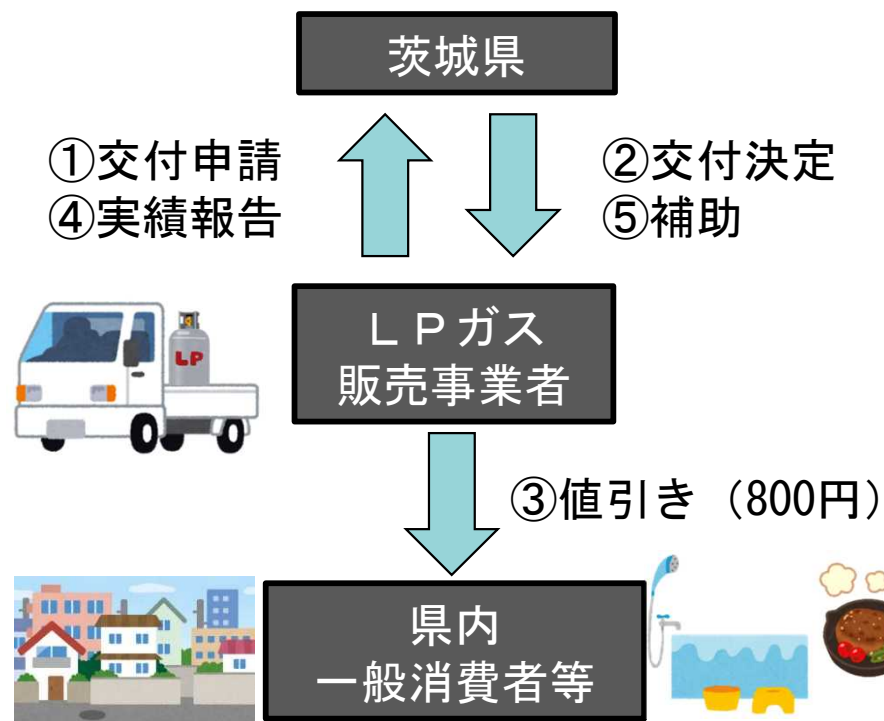 茨城県
①交付申請
④実績報告
②交付決定
⑤補助
LP
ＬＰガス
販売事業者
③値引き（800円）
県内
一般消費者等